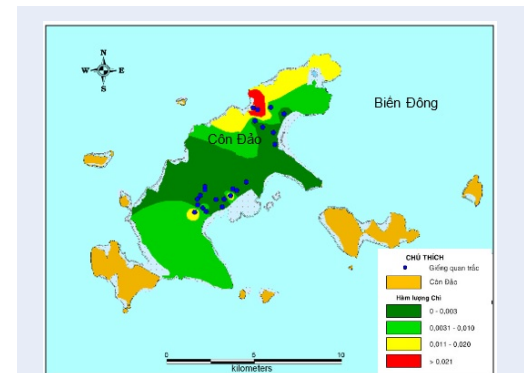 N
W E
S
Biển Đông
Côn Đảo
CHÚ THÍCH
Giếng quan trắc
Côn Đảo
Hàm lượng Chì
0 - 0,003
0,0031 - 0,010
0,011 - 0,020
> 0,021
0 5 10
kilometers